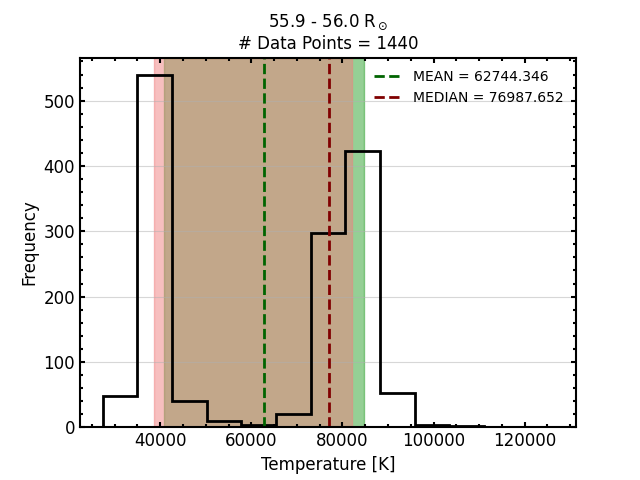 55.9 - 56.0 R⊙
# Data Points = 1440
MEAN = 62744.346
MEDIAN = 76987.652
500
400
300
200
100
0
Frequency
40000 60000 80000 100000 120000
Temperature [K]